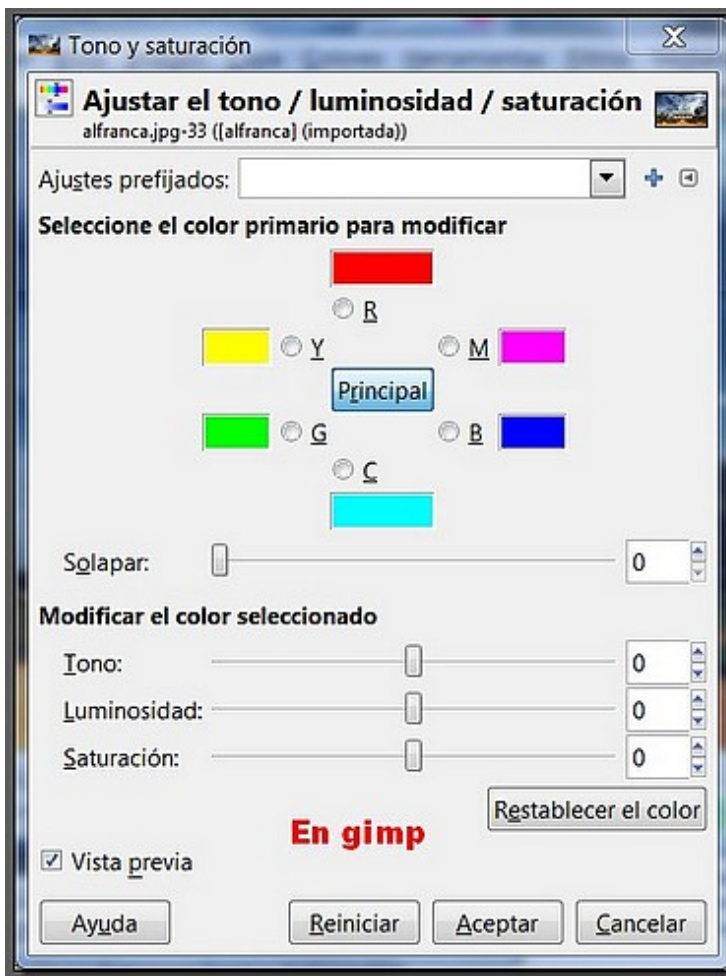 Tono y saturación
Ajustar el tono / luminosidad / saturación
alfranca.jpg-33 ([alfranca] (importada))
Ajustes prefijados:
Seleccione el color primario para modificar
R
Y M
Principal
G B
C
Solapar: 0
Modificar el color seleccionado
Tono: 0
Luminosidad: 0
Saturación: 0
Restablecer el color
En gimp
Vista previa
Ayuda Reiniciar Aceptar Cancelar